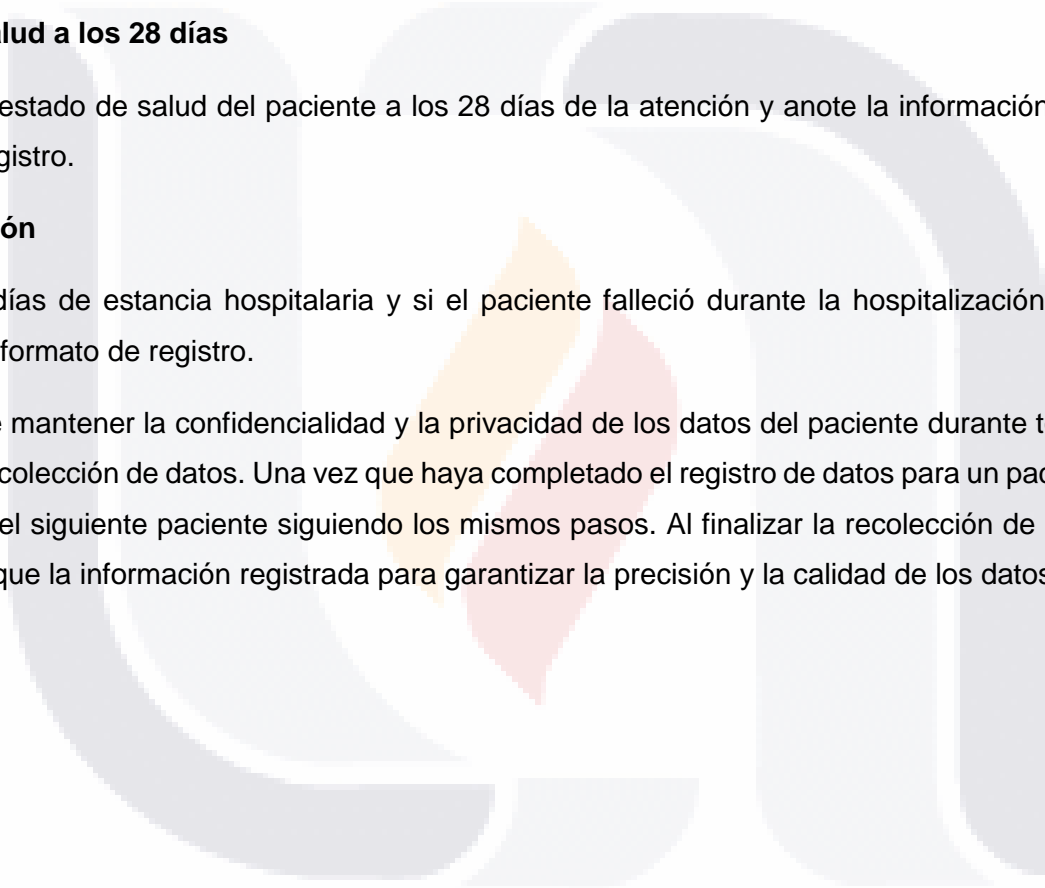 alud a los 28 días
estado de salud del paciente a los 28 días de la atención y anote la información
gistro.
ón
días de estancia hospitalaria y si el paciente falleció durante la hospitalización
formato de registro.
mantener la confidencialidad y la privacidad de los datos del paciente durante t
colección de datos. Una vez que haya completado el registro de datos para un pac
el siguiente paciente siguiendo los mismos pasos. Al finalizar la recolección de
que la información registrada para garantizar la precisión y la calidad de los datos